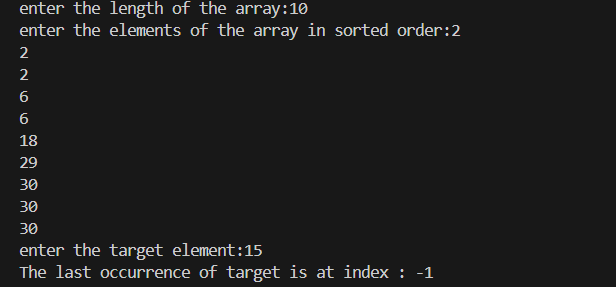 enter the length of the array:10
enter the elements of the array in sorted order:2
2
2
6
6
18
29
30
30
30
enter the target element:15
The last occurrence of target is at index : -1